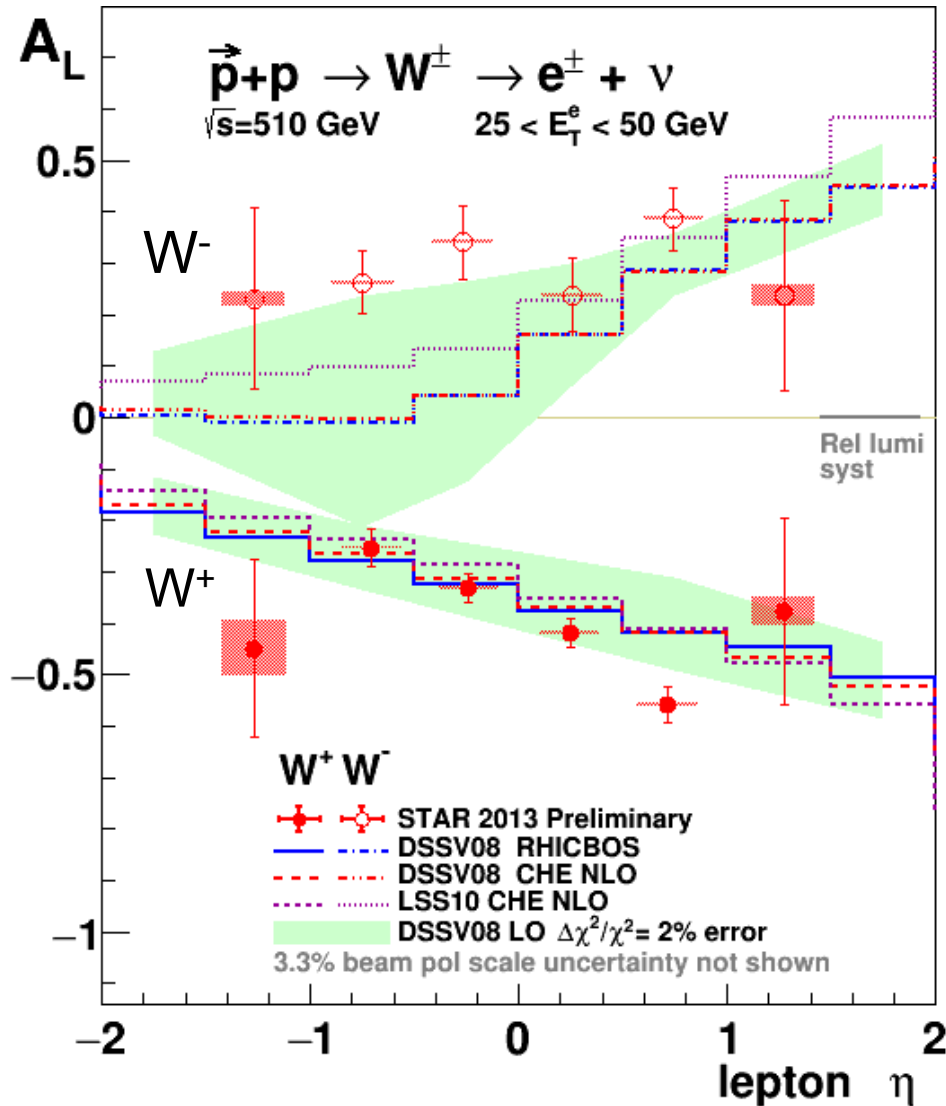 A_L
p⃗+p → W^± → e^± + ν
√s=510 GeV 25 < E_T^e < 50 GeV
0.5
W^-
0
Rel lumi
syst
W^+
−0.5
W^+ W^-
STAR 2013 Preliminary
DSSV08 RHICBOS
DSSV08 CHE NLO
LSS10 CHE NLO
DSSV08 LO Δχ²/χ²= 2% error
−1
3.3% beam pol scale uncertainty not shown
−2 −1 0 1 2
lepton η